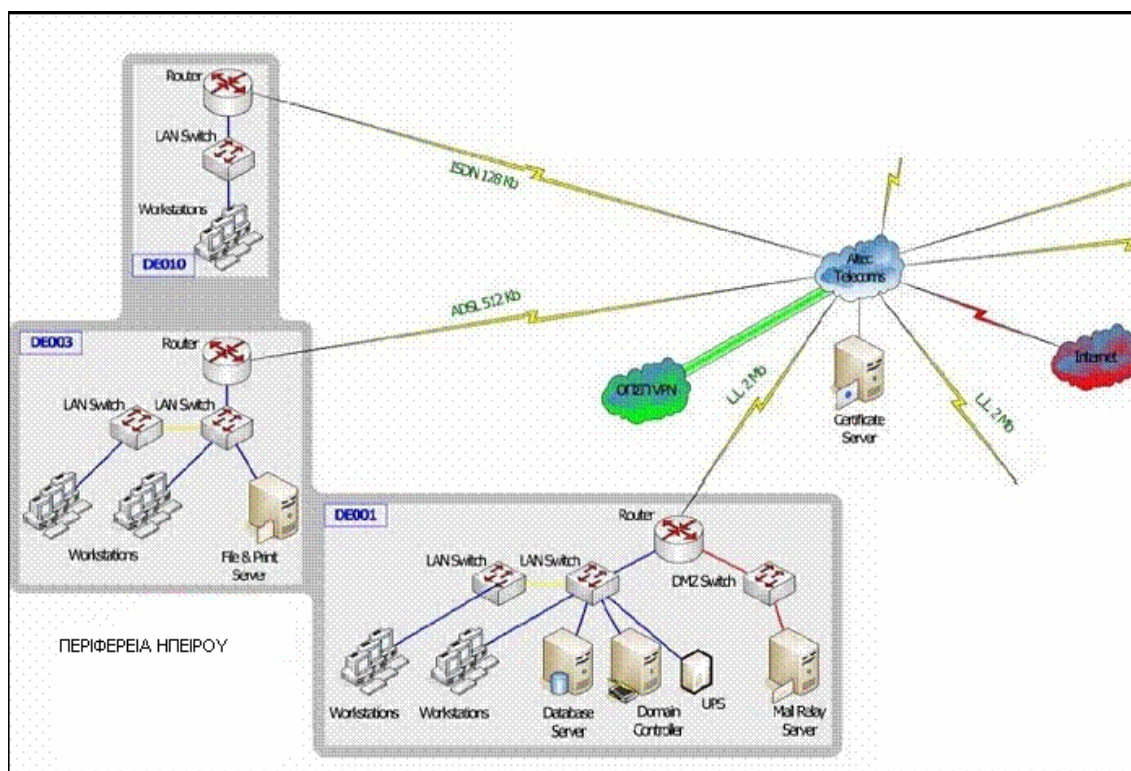 Router
LAN Switch
ISDN 128 Kb
Workstations
DE010
Altec
Telecoms
ADSL 512 Kb
DE003
Router
Internet
LAN Switch
LAN Switch
VPN
LL 2 Mb
LL 2 Mb
Certificate
Server
Workstations
File & Print
Server
DE001
Router
LAN Switch
LAN Switch
DMZ Switch
ΠΕΡΙΦΕΡΕΙΑ ΗΠΕΙΡΟΥ
Workstations
Workstations
Database
Server
Domain
Controller
UPS
Mail Relay
Server